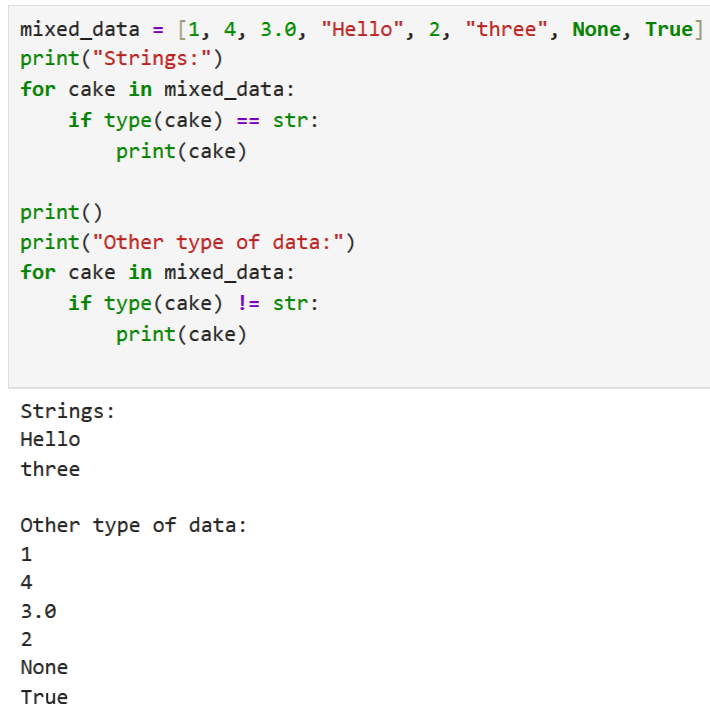 mixed_data = [1, 4, 3.0, "Hello", 2, "three", None, True]
print("Strings:")
for cake in mixed_data:
    if type(cake) == str:
        print(cake)

print()
print("Other type of data:")
for cake in mixed_data:
    if type(cake) != str:
        print(cake)

Strings:
Hello
three

Other type of data:
1
4
3.0
2
None
True